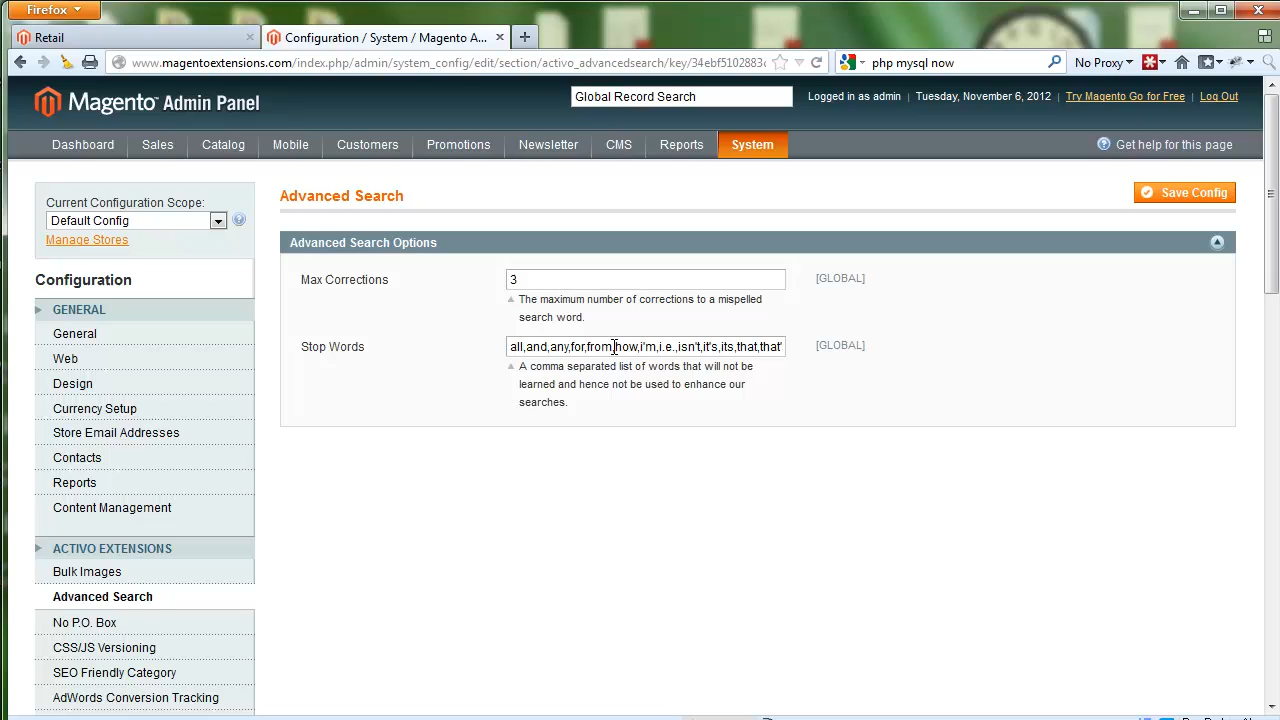 Firefox
Retail
Configuration / System / Magento A...
www.magentoextensions.com/index.php/admin/system_config/edit/section/activo_advancedsearch/key/34ebf5102883c
php mysql now
No Proxy
Magento Admin Panel
Global Record Search
Logged in as admin | Tuesday, November 6, 2012 | Try Magento Go for Free | Log Out
Dashboard Sales Catalog Mobile Customers Promotions Newsletter CMS Reports System
Get help for this page
Current Configuration Scope:
Default Config
Manage Stores
Configuration
GENERAL
General
Web
Design
Currency Setup
Store Email Addresses
Contacts
Reports
Content Management
ACTIVO EXTENSIONS
Bulk Images
Advanced Search
No P.O. Box
CSS/JS Versioning
SEO Friendly Category
AdWords Conversion Tracking
Advanced Search
Save Config
Advanced Search Options
Max Corrections
3
[GLOBAL]
The maximum number of corrections to a mispelled
search word.
Stop Words
all,and,any,for,from,how,i'm,i.e.,isn't,it's,its,that,that'
[GLOBAL]
A comma separated list of words that will not be
learned and hence not be used to enhance our
searches.